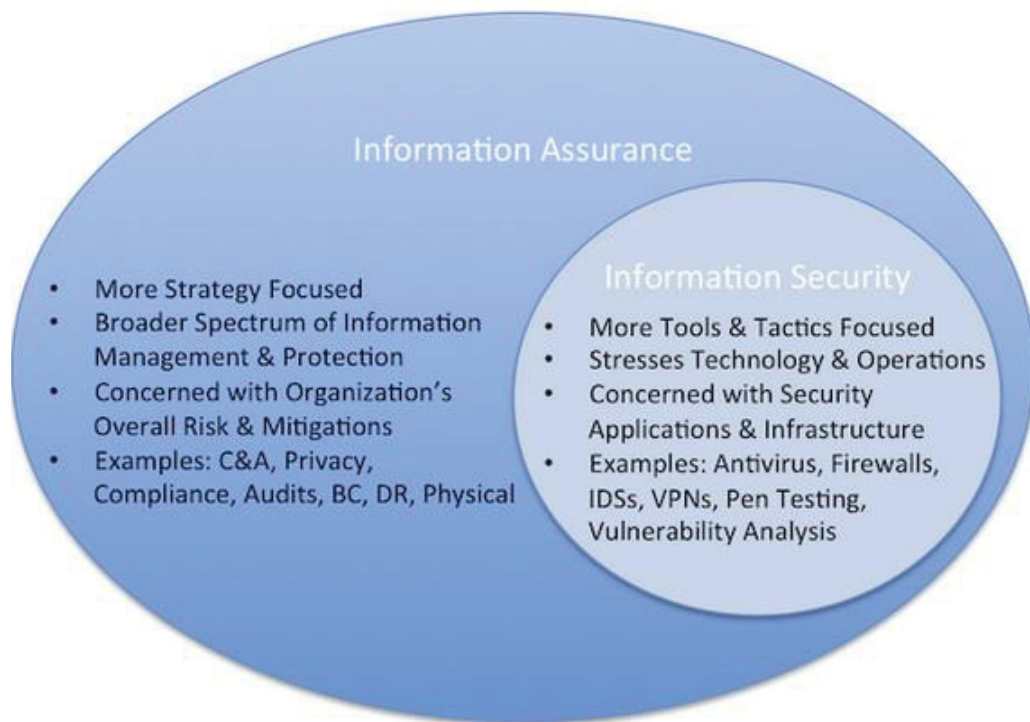 Information Assurance
• More Strategy Focused
• Broader Spectrum of Information
Management & Protection
• Concerned with Organization's
Overall Risk & Mitigations
• Examples: C&A, Privacy,
Compliance, Audits, BC, DR, Physical
Information Security
• More Tools & Tactics Focused
• Stresses Technology & Operations
• Concerned with Security
Applications & Infrastructure
• Examples: Antivirus, Firewalls,
IDSs, VPNs, Pen Testing,
Vulnerability Analysis